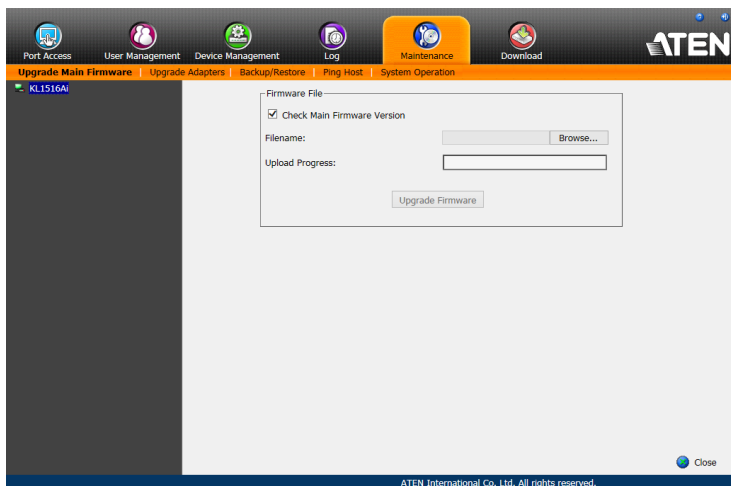 Port Access User Management Device Management Log Maintenance Download ATEN
Upgrade Main Firmware | Upgrade Adapters | Backup/Restore | Ping Host | System Operation
KL1516Ai
Firmware File
Check Main Firmware Version
Filename: Browse...
Upload Progress:
Upgrade Firmware
Close
ATEN International Co. Ltd. All rights reserved.